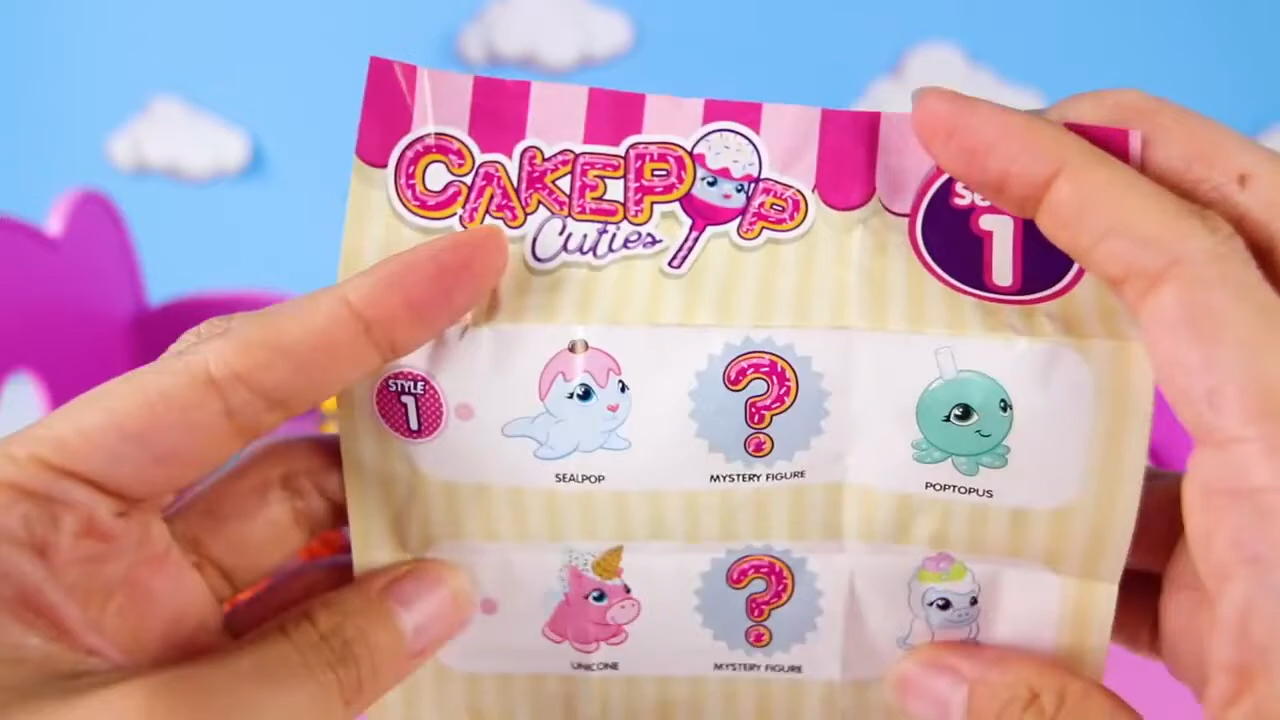 CAKEPOP
Cuties
1
STYLE
1
SEALPOP
MYSTERY FIGURE
POPTOPUS
UNICONE
MYSTERY FIGURE